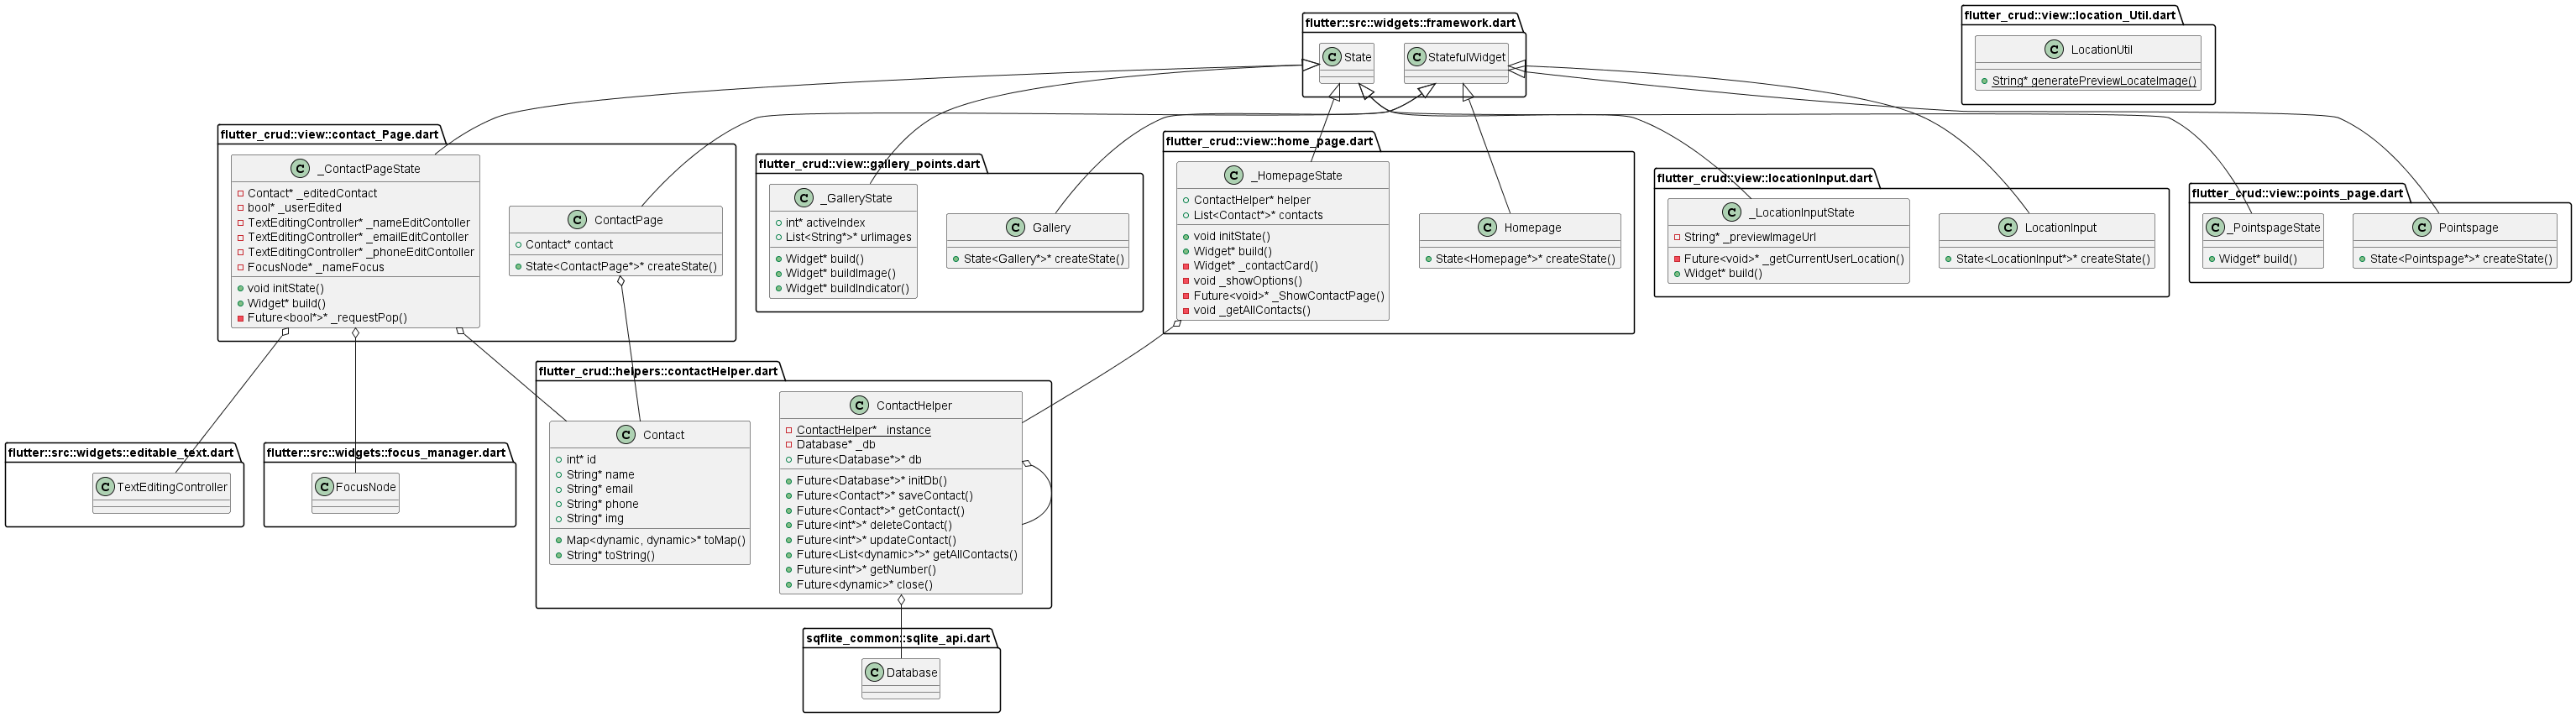 flutter::src::widgets::framework.dart
C State
C StatefulWidget
flutter_crud::view::location_Util.dart
C LocationUtil
String* generatePreviewLocateImage()
flutter_crud::view::contact_Page.dart
C _ContactPageState
Contact* _editedContact
bool* _userEdited
TextEditingController* _nameEditContoller
TextEditingController* _emailEditContoller
TextEditingController* _phoneEditContoller
FocusNode* _nameFocus
void initState()
Widget* build()
Future<bool*>* _requestPop()
C ContactPage
Contact* contact
State<ContactPage*>* createState()
flutter_crud::view::gallery_points.dart
C _GalleryState
int* activeIndex
List<String*>* urlimages
Widget* build()
Widget* buildImage()
Widget* buildIndicator()
C Gallery
State<Gallery*>* createState()
flutter_crud::view::home_page.dart
C _HomepageState
ContactHelper* helper
List<Contact*>* contacts
void initState()
Widget* build()
Widget* _contactCard()
void _showOptions()
Future<void>* _ShowContactPage()
void _getAllContacts()
C Homepage
State<Homepage*>* createState()
flutter_crud::view::locationInput.dart
C _LocationInputState
String* _previewImageUrl
Future<void>* _getCurrentUserLocation()
Widget* build()
C LocationInput
State<LocationInput*>* createState()
flutter_crud::view::points_page.dart
C _PointspageState
Widget* build()
C Pointspage
State<Pointspage*>* createState()
flutter_crud::helpers::contactHelper.dart
C Contact
int* id
String* name
String* email
String* phone
String* img
Map<dynamic, dynamic>* toMap()
String* toString()
C ContactHelper
ContactHelper* _instance
Database* _db
Future<Database*>* db
Future<Database*>* initDb()
Future<Contact*>* saveContact()
Future<Contact*>* getContact()
Future<int*>* deleteContact()
Future<int*>* updateContact()
Future<List<dynamic>*>* getAllContacts()
Future<int*>* getNumber()
Future<dynamic>* close()
flutter::src::widgets::editable_text.dart
C TextEditingController
flutter::src::widgets::focus_manager.dart
C FocusNode
sqflite_common::sqlite_api.dart
C Database